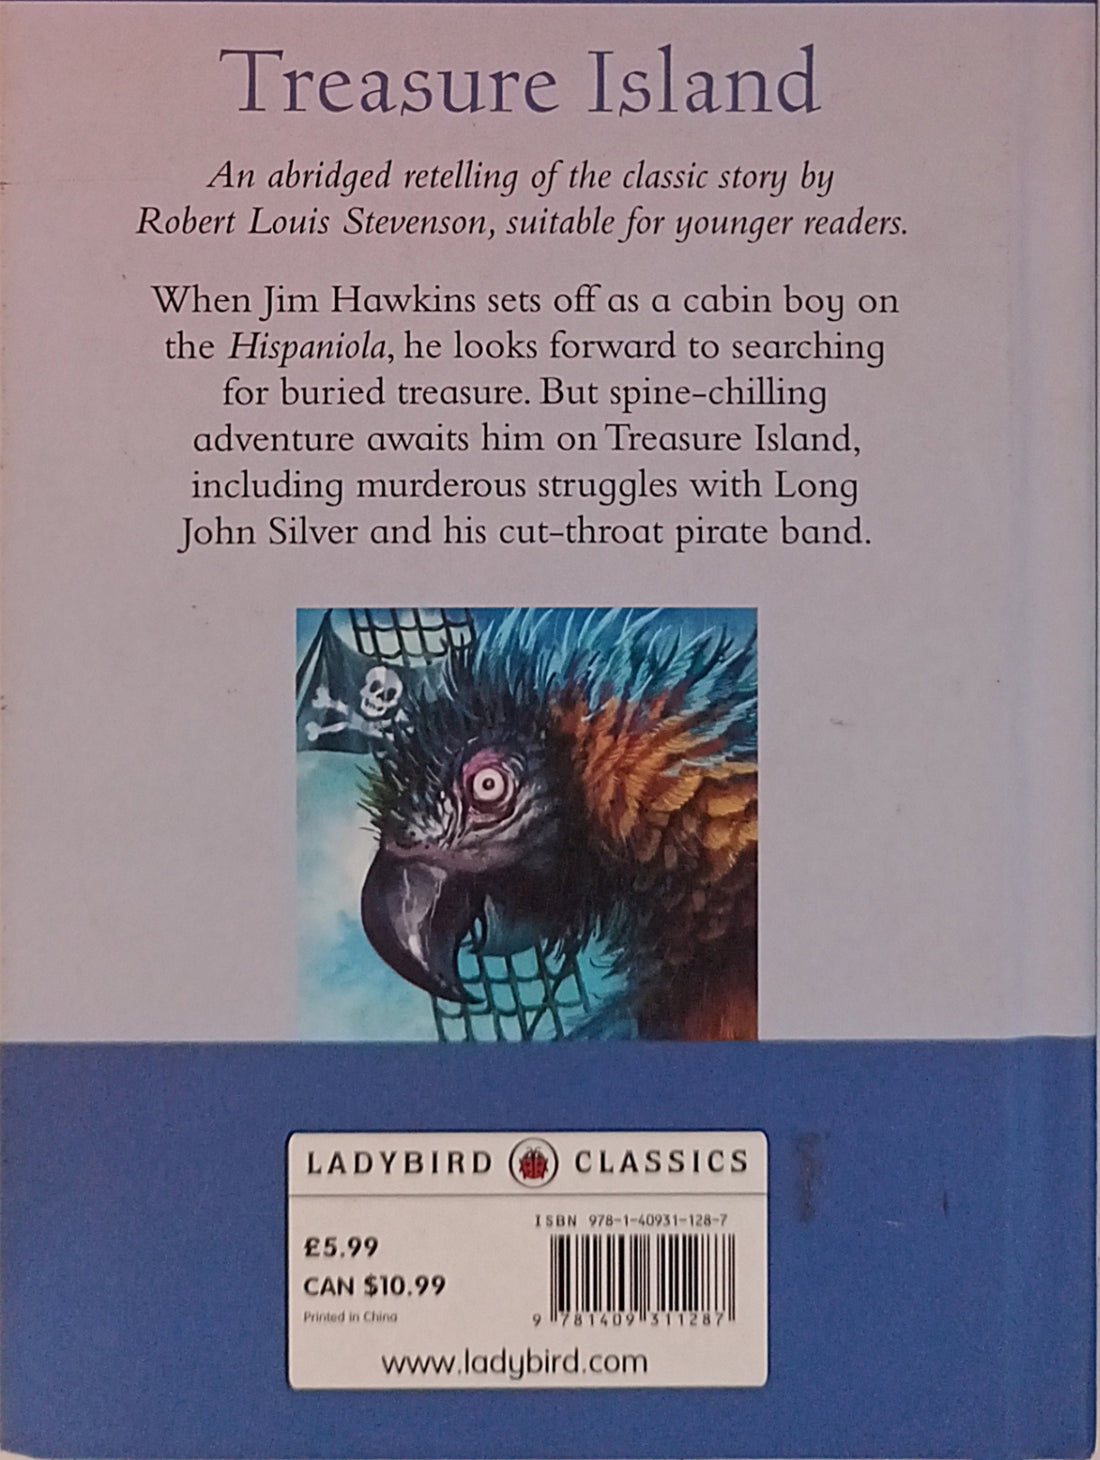 Treasure Island
An abridged retelling of the classic story by
Robert Louis Stevenson, suitable for younger readers.
When Jim Hawkins sets off as a cabin boy on
the Hispaniola, he looks forward to searching
for buried treasure. But spine-chilling
adventure awaits him on Treasure Island,
including murderous struggles with Long
John Silver and his cut-throat pirate band.
LADYBIRD CLASSICS
ISBN 978-1-40931-128-7
£5.99
CAN $10.99
Printed in China
9 781409 311287
www.ladybird.com